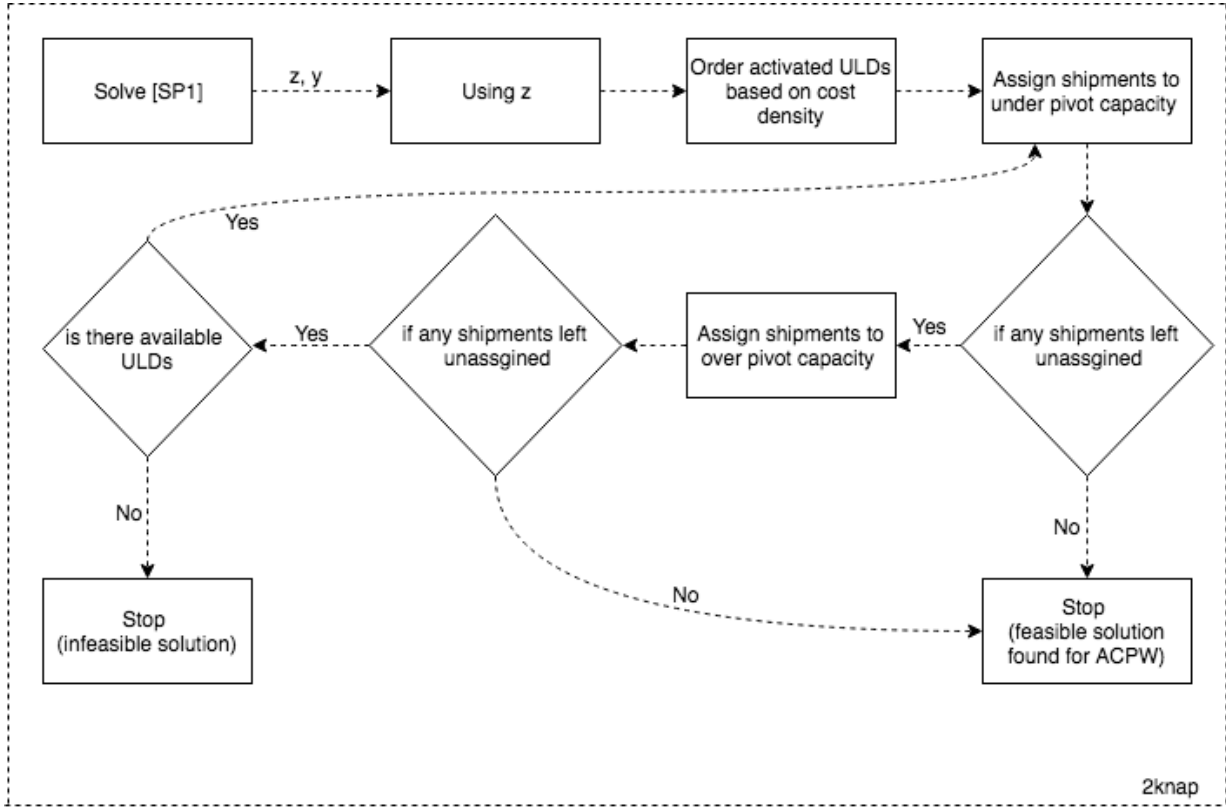 Solve [SP1]
z, y
Using z
Order activated ULDs
based on cost
density
Assign shipments to
under pivot capacity
Yes
is there available
ULDs
Yes
if any shipments left
unassgined
Assign shipments to
over pivot capacity
Yes
if any shipments left
unassgined
No
No
No
Stop
(infeasible solution)
Stop
(feasible solution
found for ACPW)
2knap